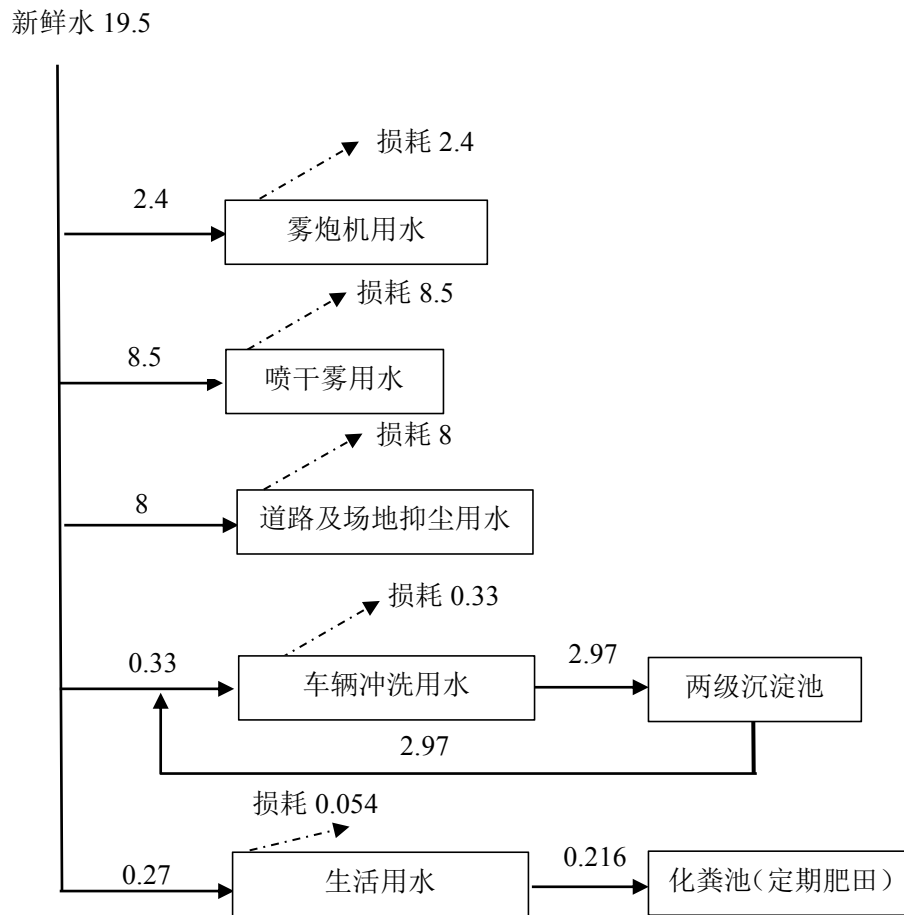 新鲜水 19.5
损耗 2.4
2.4
雾炮机用水
损耗 8.5
8.5
喷干雾用水
损耗 8
8
道路及场地抑尘用水
损耗 0.33
0.33
车辆冲洗用水
2.97
两级沉淀池
2.97
损耗 0.054
0.27
生活用水
0.216
化粪池（定期肥田）